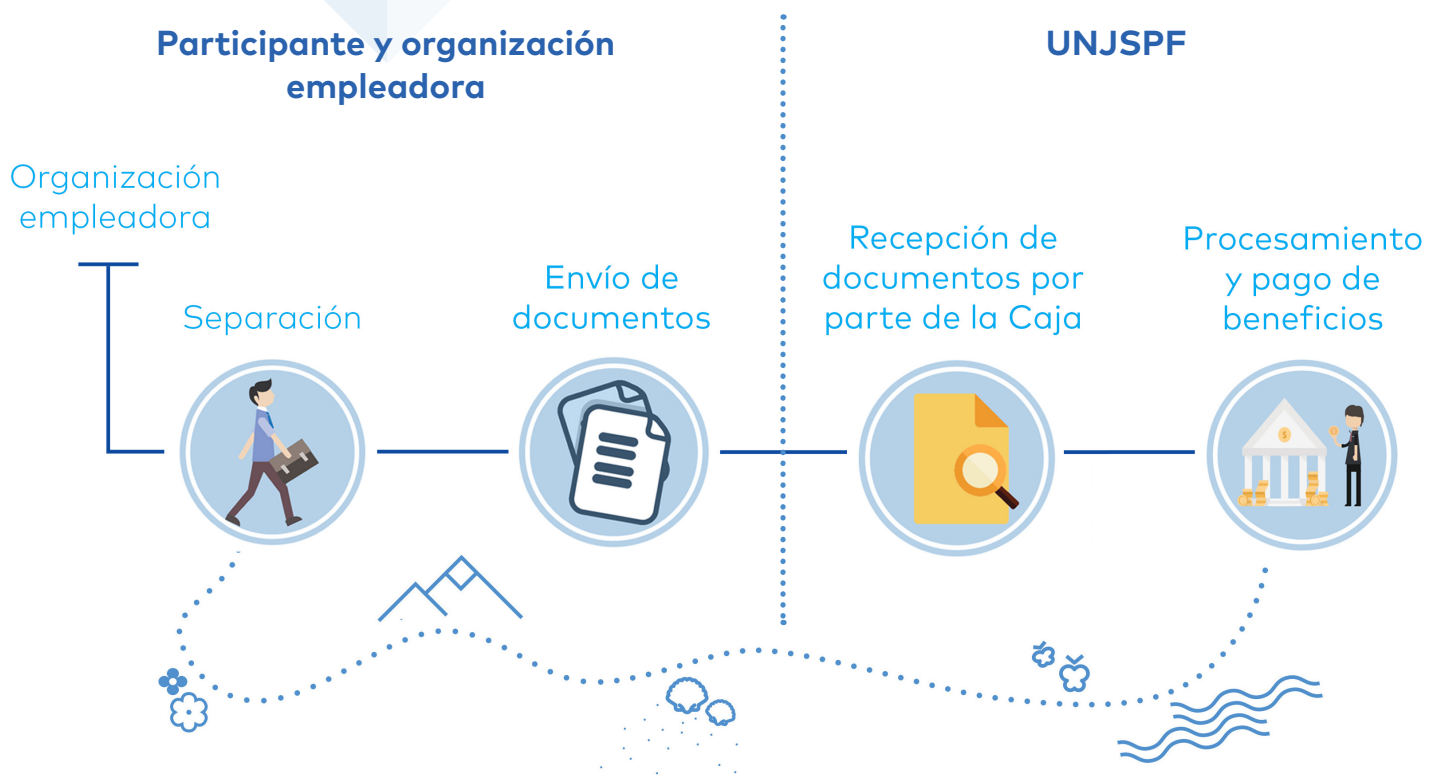 Participante y organización
empleadora
UNJSPF
Organización
empleadora
Separación
Envío de
documentos
Recepción de
documentos por
parte de la Caja
Procesamiento
y pago de
beneficios